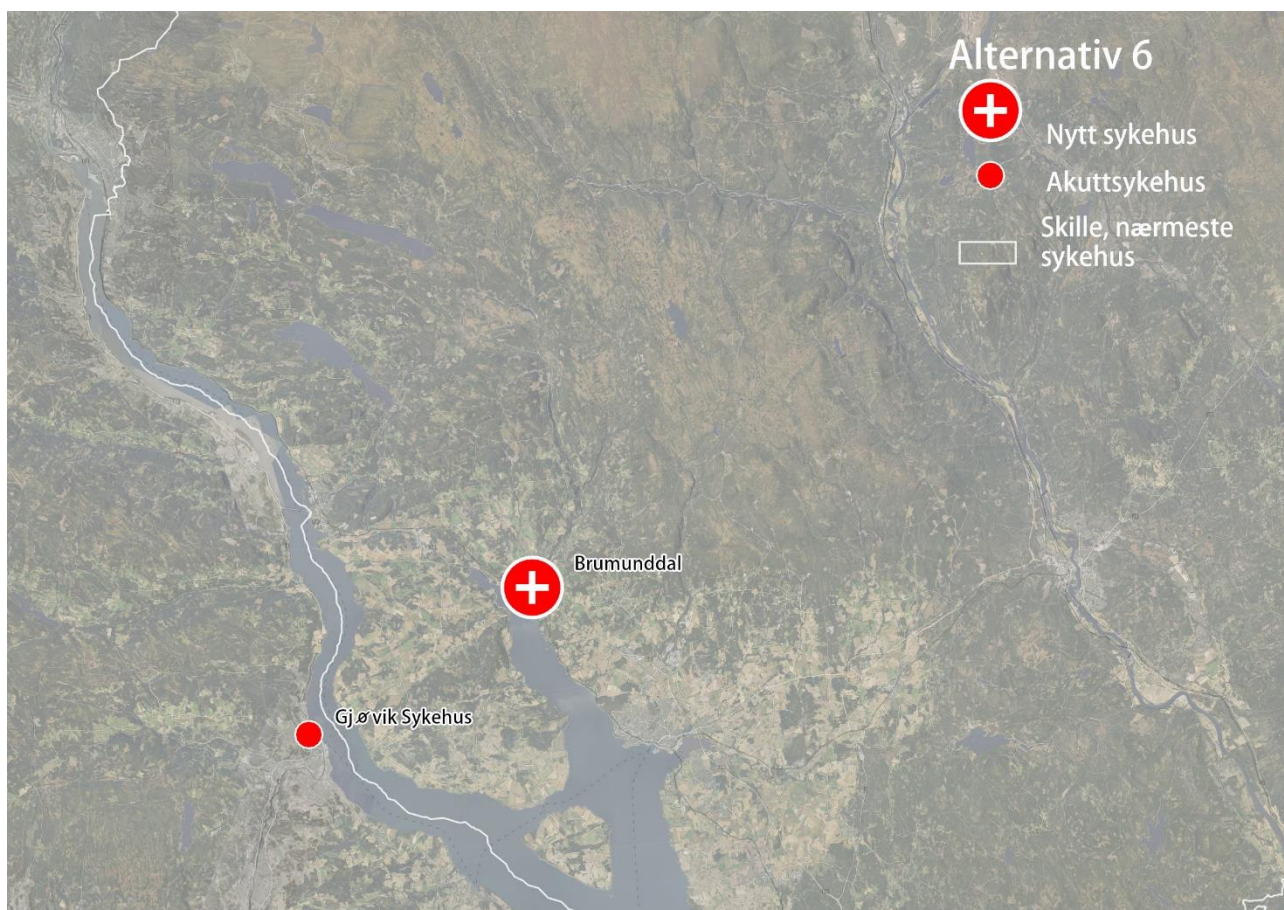 Alternativ 6
Nytt sykehus
Akuttsykehus
Skille, nærmeste
sykehus
Brumunddal
Gjøvik Sykehus